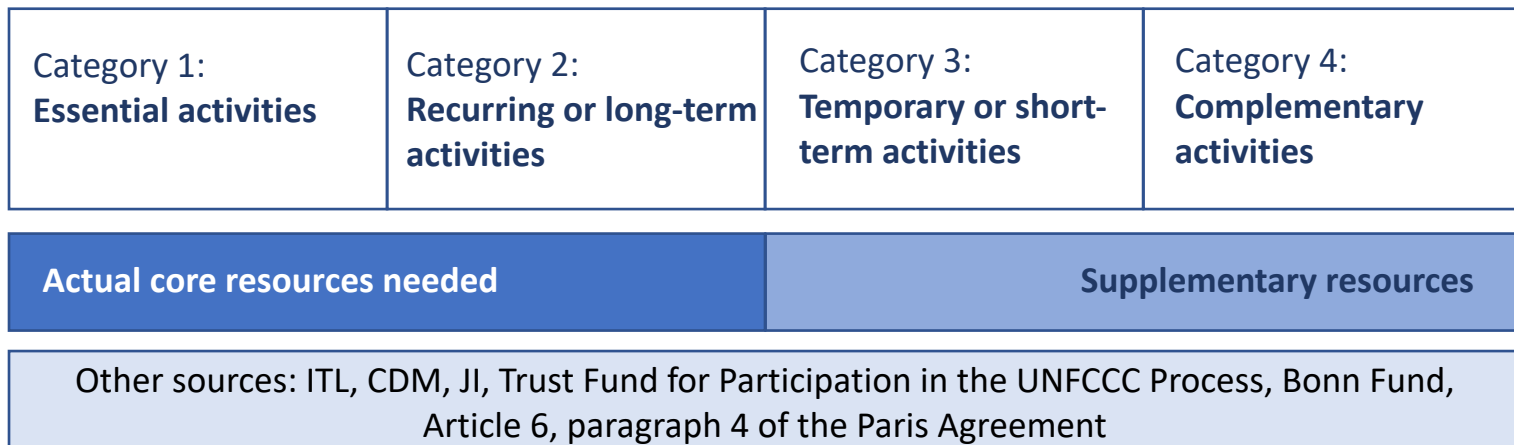 Category 1:
Essential activities
Category 2:
Recurring or long-term
activities
Category 3:
Temporary or short-
term activities
Category 4:
Complementary
activities
Actual core resources needed
Supplementary resources
Other sources: ITL, CDM, JI, Trust Fund for Participation in the UNFCCC Process, Bonn Fund,
Article 6, paragraph 4 of the Paris Agreement